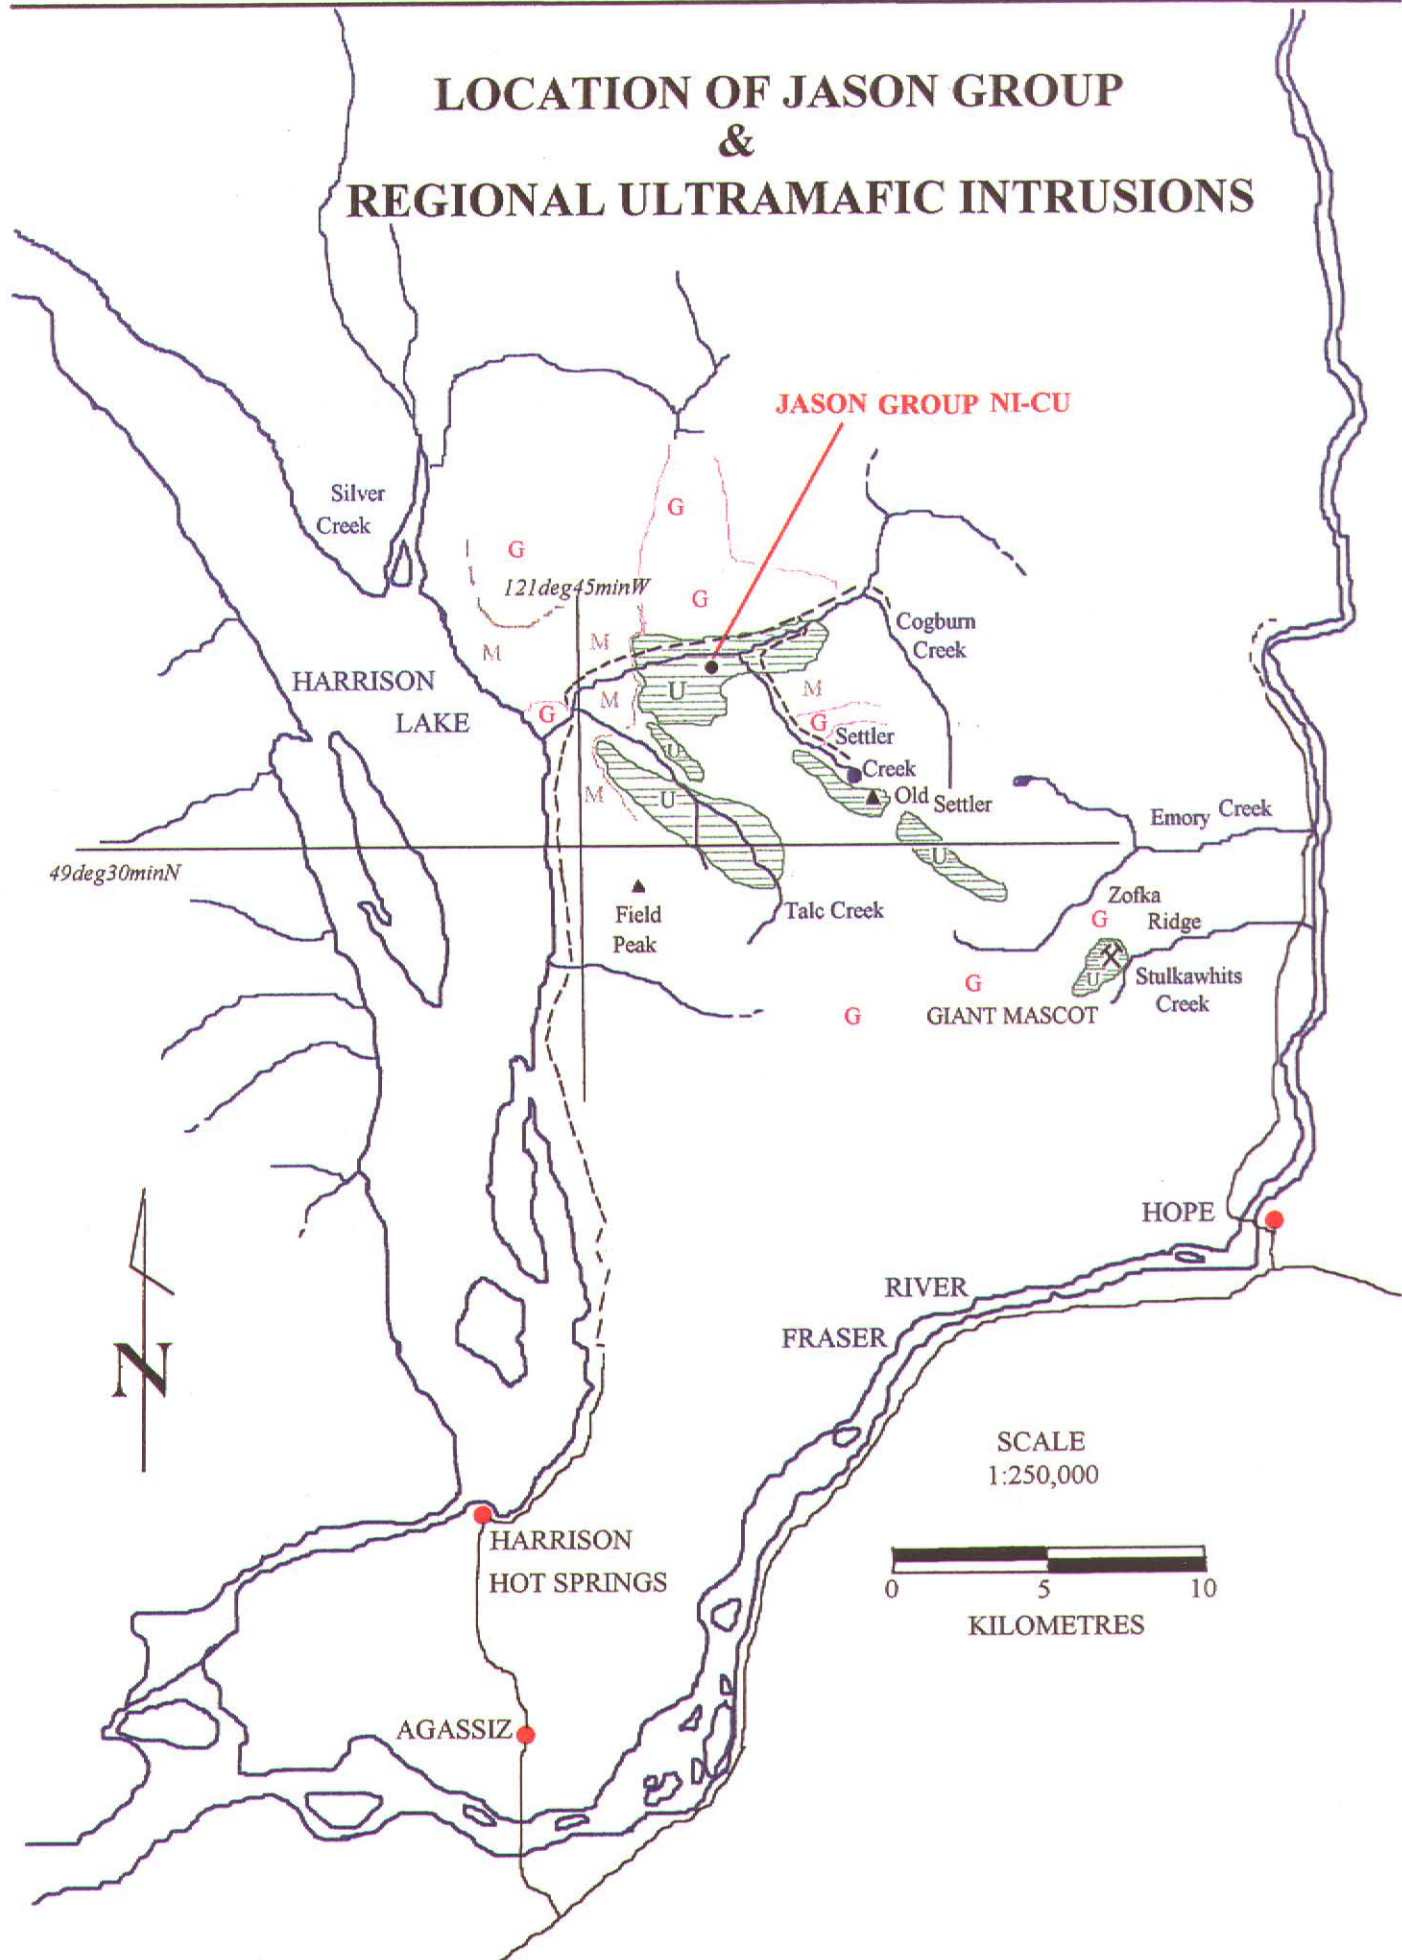 LOCATION OF JASON GROUP
&
REGIONAL ULTRAMAFIC INTRUSIONS
JASON GROUP NI-CU
Silver
Creek
G
G
121deg45minW
G
Cogburn
Creek
M
M
HARRISON
LAKE
U
M
M
G
G
Settler
Creek
U
Old Settler
M
U
Emory Creek
49deg30minN
U
Field
Peak
Talc Creek
Zofka
Ridge
G
G
U
Stulkawhits
Creek
G
GIANT MASCOT
HOPE
RIVER
FRASER
N
SCALE
1:250,000
0 5 10
KILOMETRES
HARRISON
HOT SPRINGS
AGASSIZ